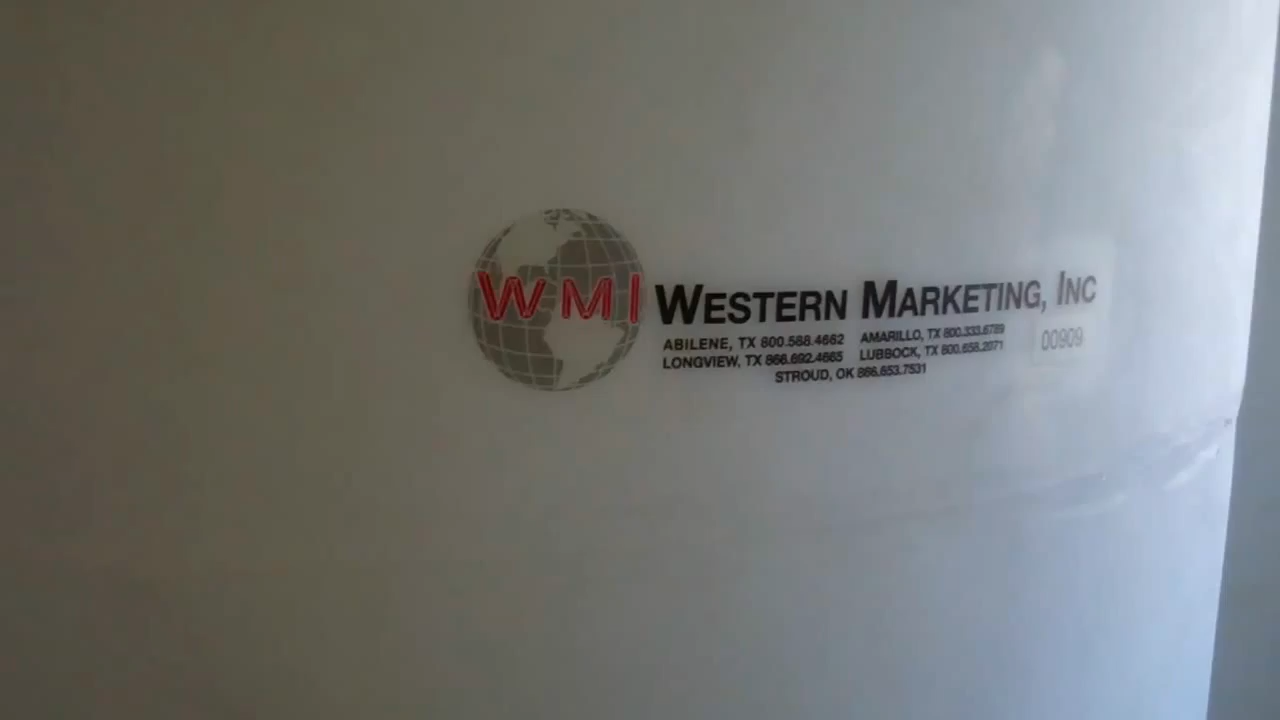 WMI WESTERN MARKETING, INC
ABILENE, TX 800.588.4662 AMARILLO, TX 800.333.6789
LONGVIEW, TX 866.692.4665 LUBBOCK, TX 800.658.2071
STROUD, OK 866.653.7531
00909